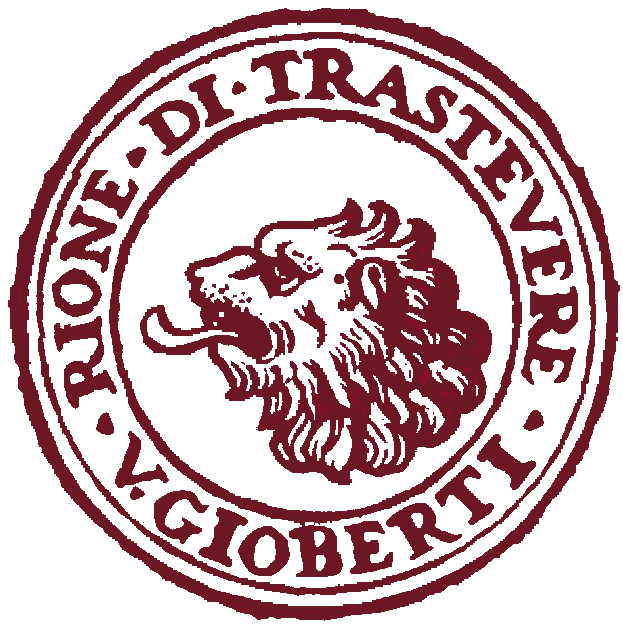 RIONE · DI · TRASTEVERE ·
V. GIOBERTI ·